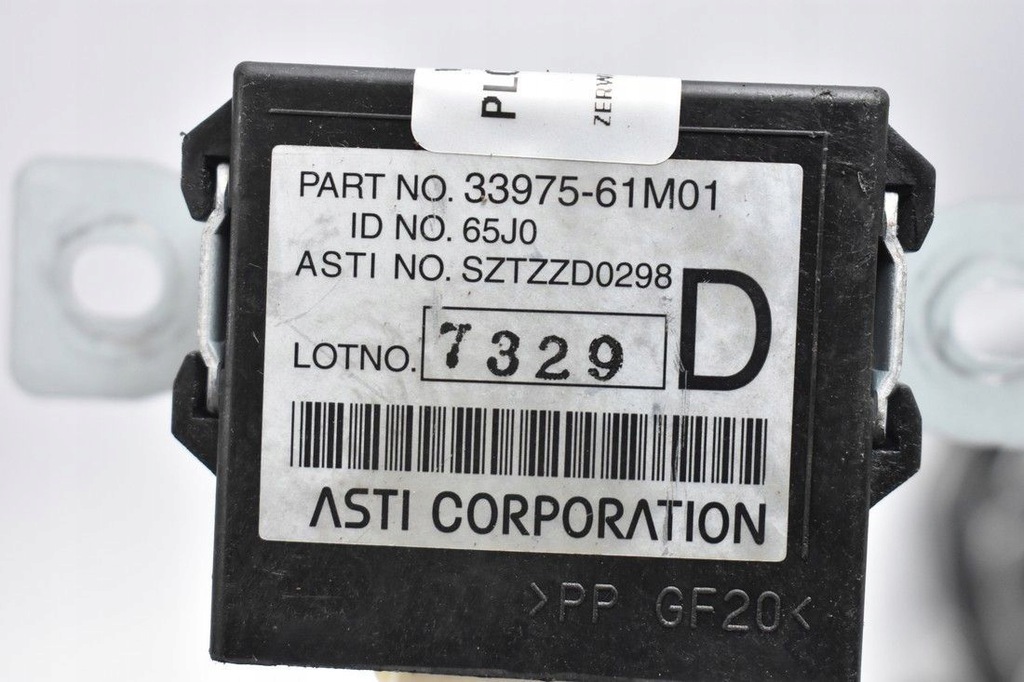 PART NO. 33975-61M01
ID NO. 65J0
ASTI NO. SZTZZD0298
D
LOTNO. 7329
ASTI CORPORATION
>PP GF20<